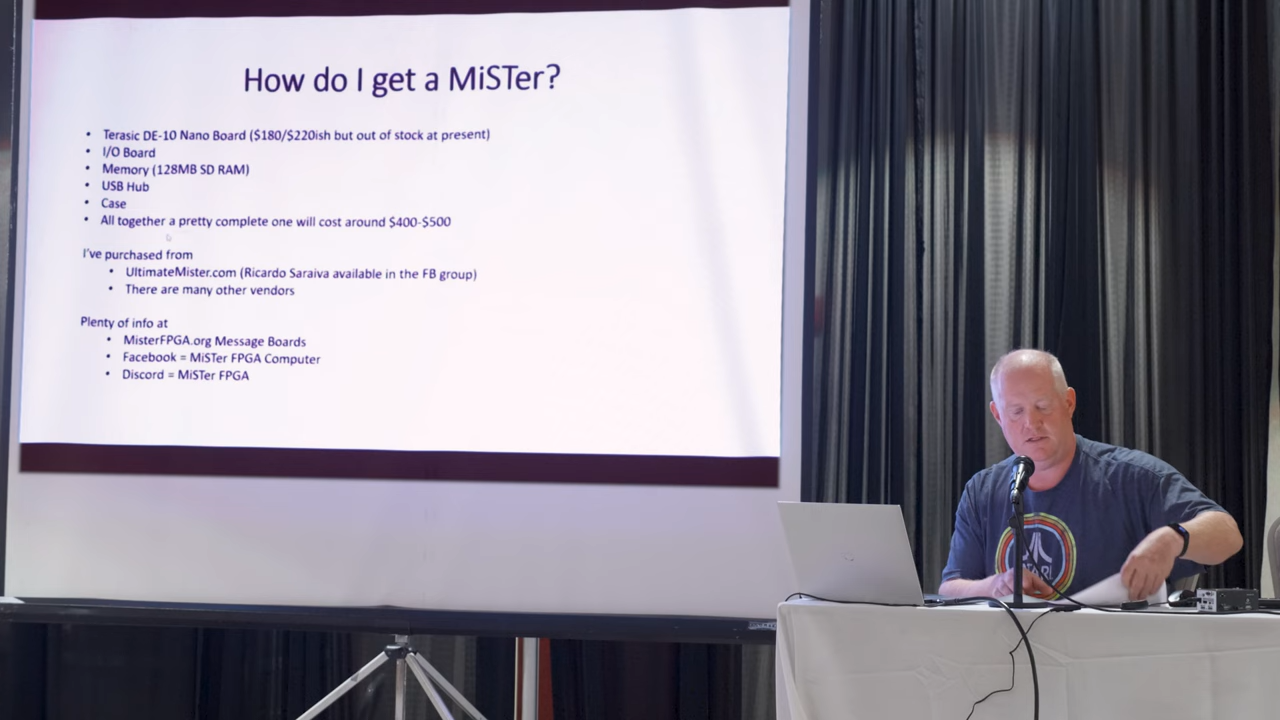 How do I get a MiSTer?
• Terasic DE-10 Nano Board ($180/$220ish but out of stock at present)
• I/O Board
• Memory (128MB SD RAM)
• USB Hub
• Case
• All together a pretty complete one will cost around $400-$500
I've purchased from
• UltimateMister.com (Ricardo Saraiva available in the FB group)
• There are many other vendors
Plenty of info at
• MisterFPGA.org Message Boards
• Facebook = MiSTer FPGA Computer
• Discord = MiSTer FPGA